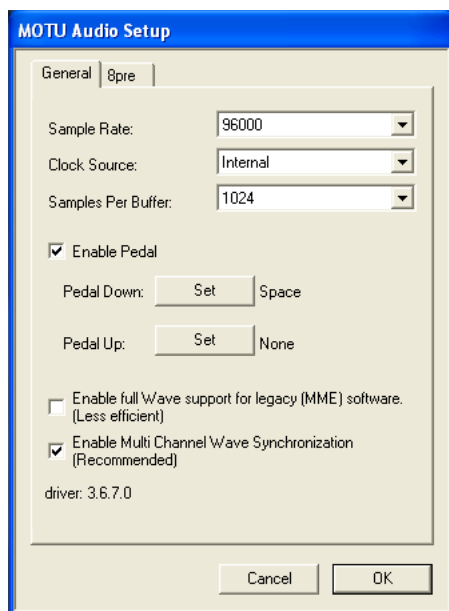 MOTU Audio Setup
General 8pre
Sample Rate: 96000
Clock Source: Internal
Samples Per Buffer: 1024
Enable Pedal
Pedal Down: Set Space
Pedal Up: Set None
Enable full Wave support for legacy (MME) software.
(Less efficient)
Enable Multi Channel Wave Synchronization
(Recommended)
driver: 3.6.7.0
Cancel OK